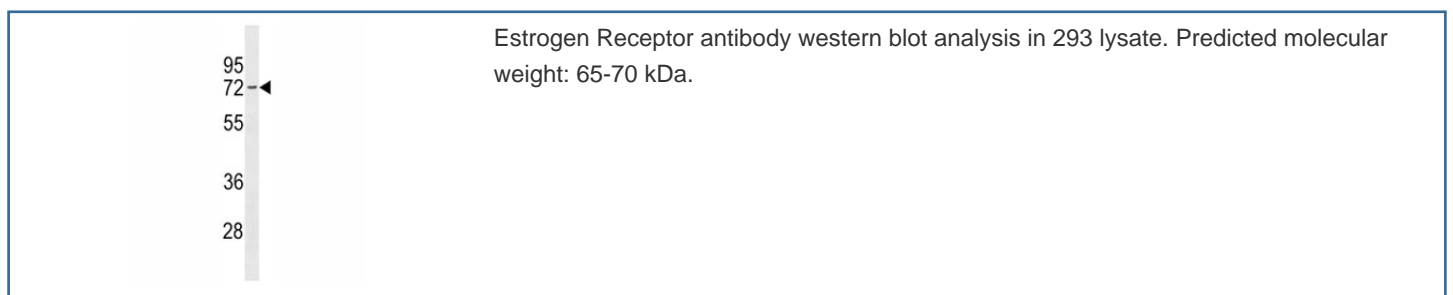 Estrogen Receptor antibody western blot analysis in 293 lysate. Predicted molecular
weight: 65-70 kDa.
95
72
55
36
28